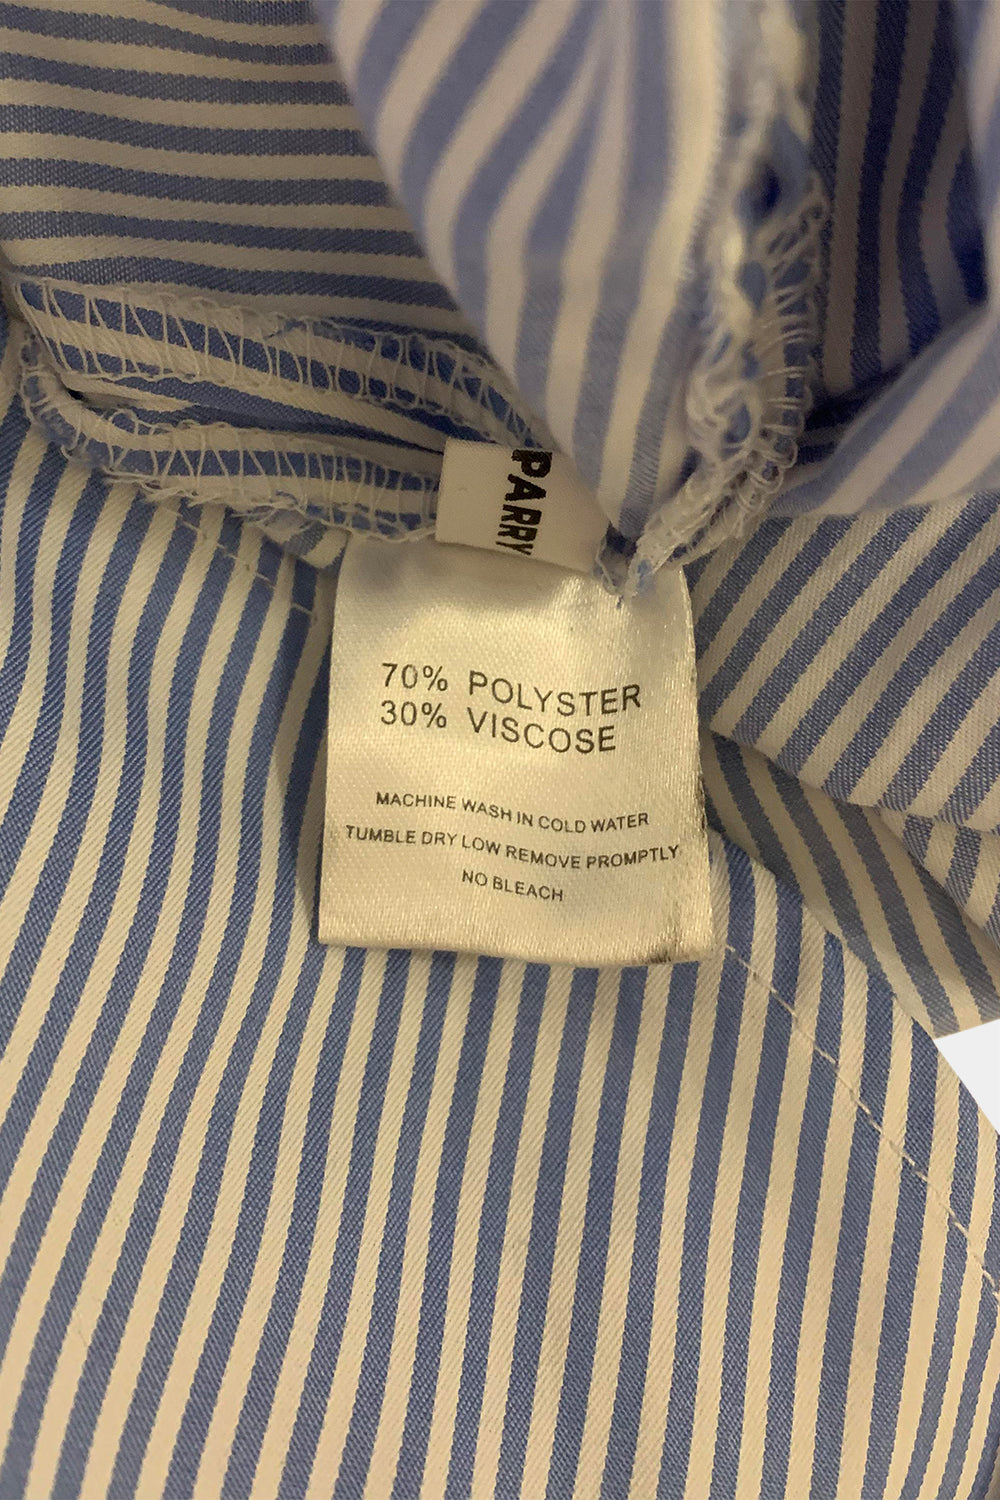 PARRY
70% POLYSTER
30% VISCOSE
MACHINE WASH IN COLD WATER
TUMBLE DRY LOW REMOVE PROMPTLY
NO BLEACH